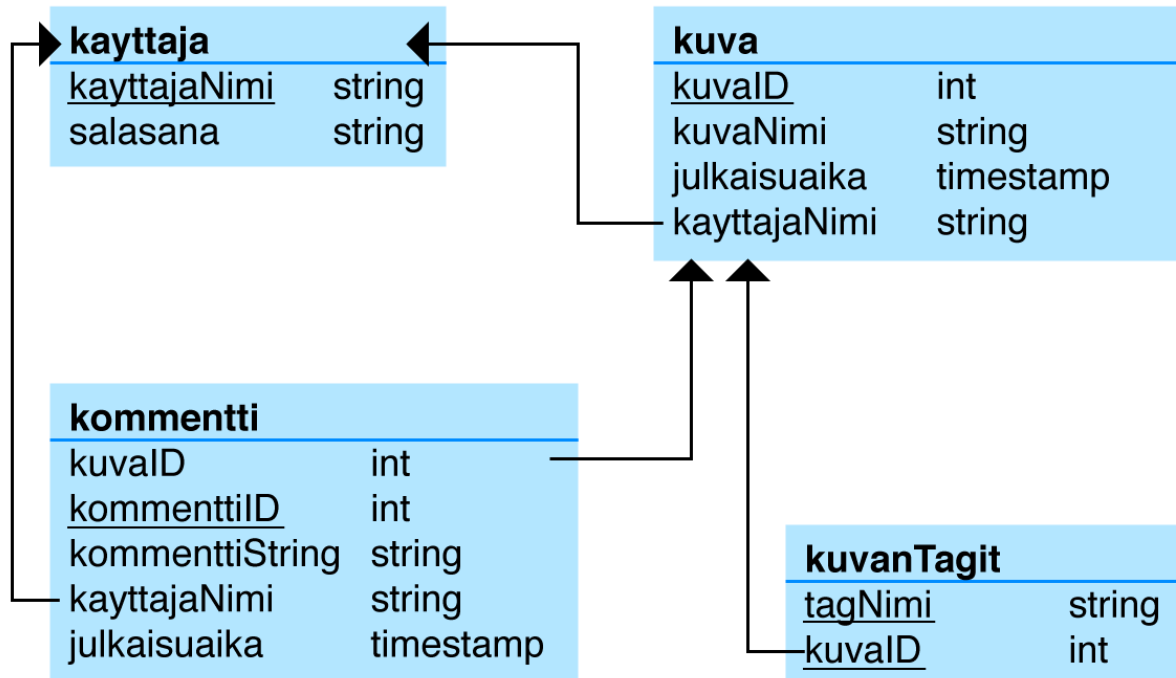 kayttaja
kayttajaNimi string
salasana string
kuva
kuvaID int
kuvaNimi string
julkaisuaika timestamp
kayttajaNimi string
kommentti
kuvaID int
kommenttiID int
kommenttiString string
kayttajaNimi string
julkaisuaika timestamp
kuvanTagit
tagNimi string
kuvaID int